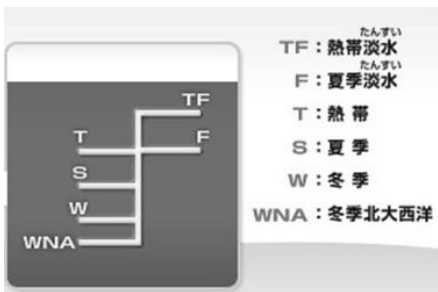 TF
T
F
S
W
WNA
たんすい
TF：熱帯淡水
たんすい
F：夏季淡水
T：熱 帯
S：夏 季
W：冬 季
WNA：冬季北大西洋